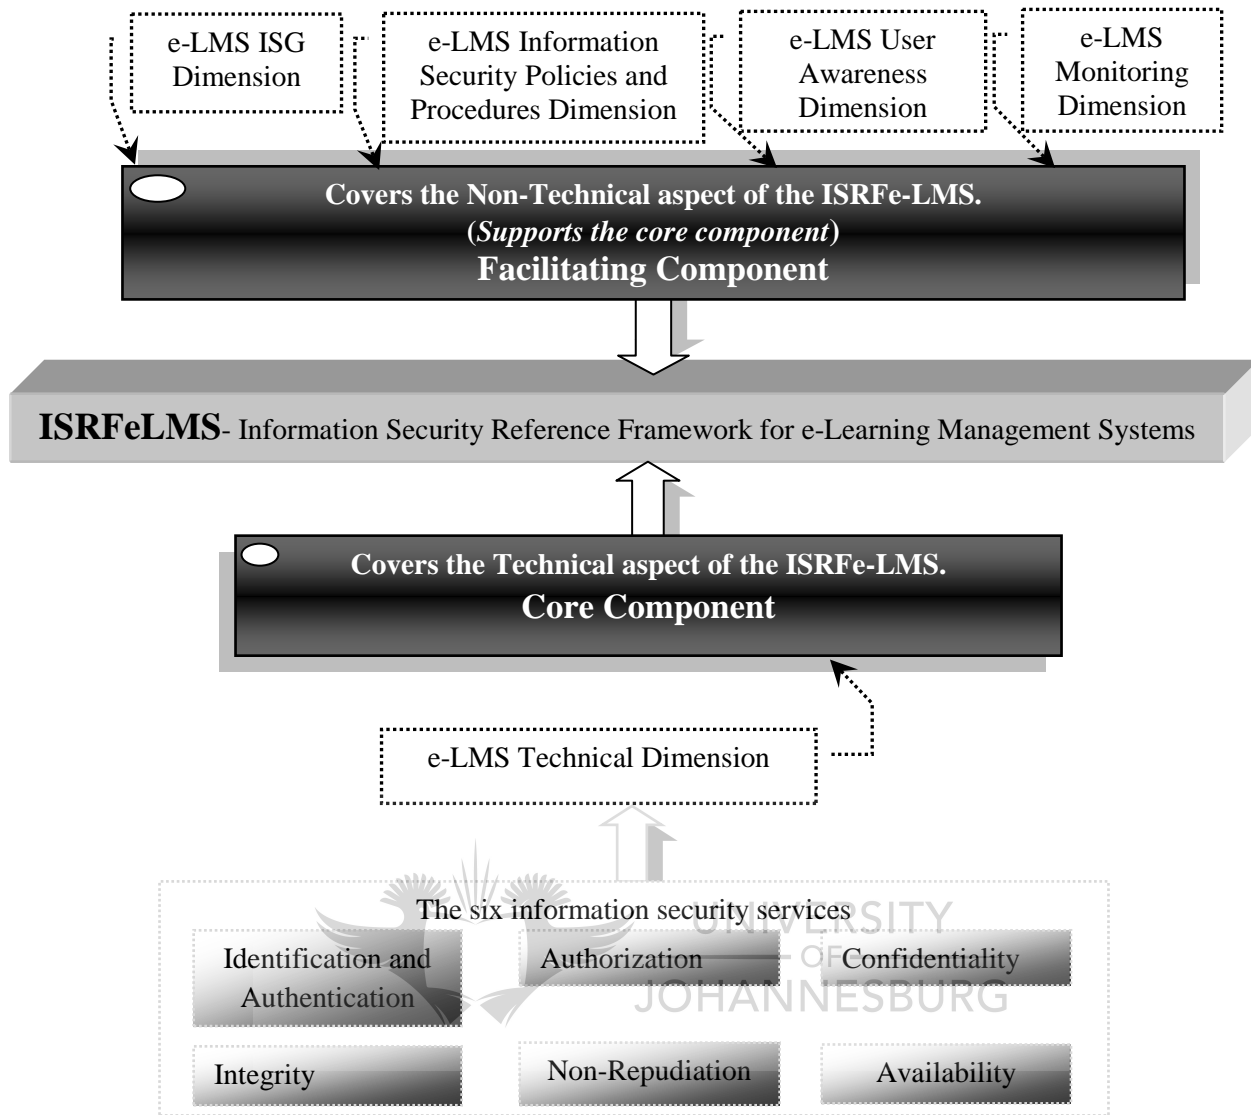 e-LMS ISG
Dimension
e-LMS Information
Security Policies and
Procedures Dimension
e-LMS User
Awareness
Dimension
e-LMS
Monitoring
Dimension
Covers the Non-Technical aspect of the ISRFe-LMS.
(Supports the core component)
Facilitating Component
ISRFeLMS- Information Security Reference Framework for e-Learning Management Systems
Covers the Technical aspect of the ISRFe-LMS.
Core Component
e-LMS Technical Dimension
The six information security services
Identification and
Authentication
Authorization
Confidentiality
Integrity
Non-Repudiation
Availability
UNIVERSITY
OF
JOHANNESBURG